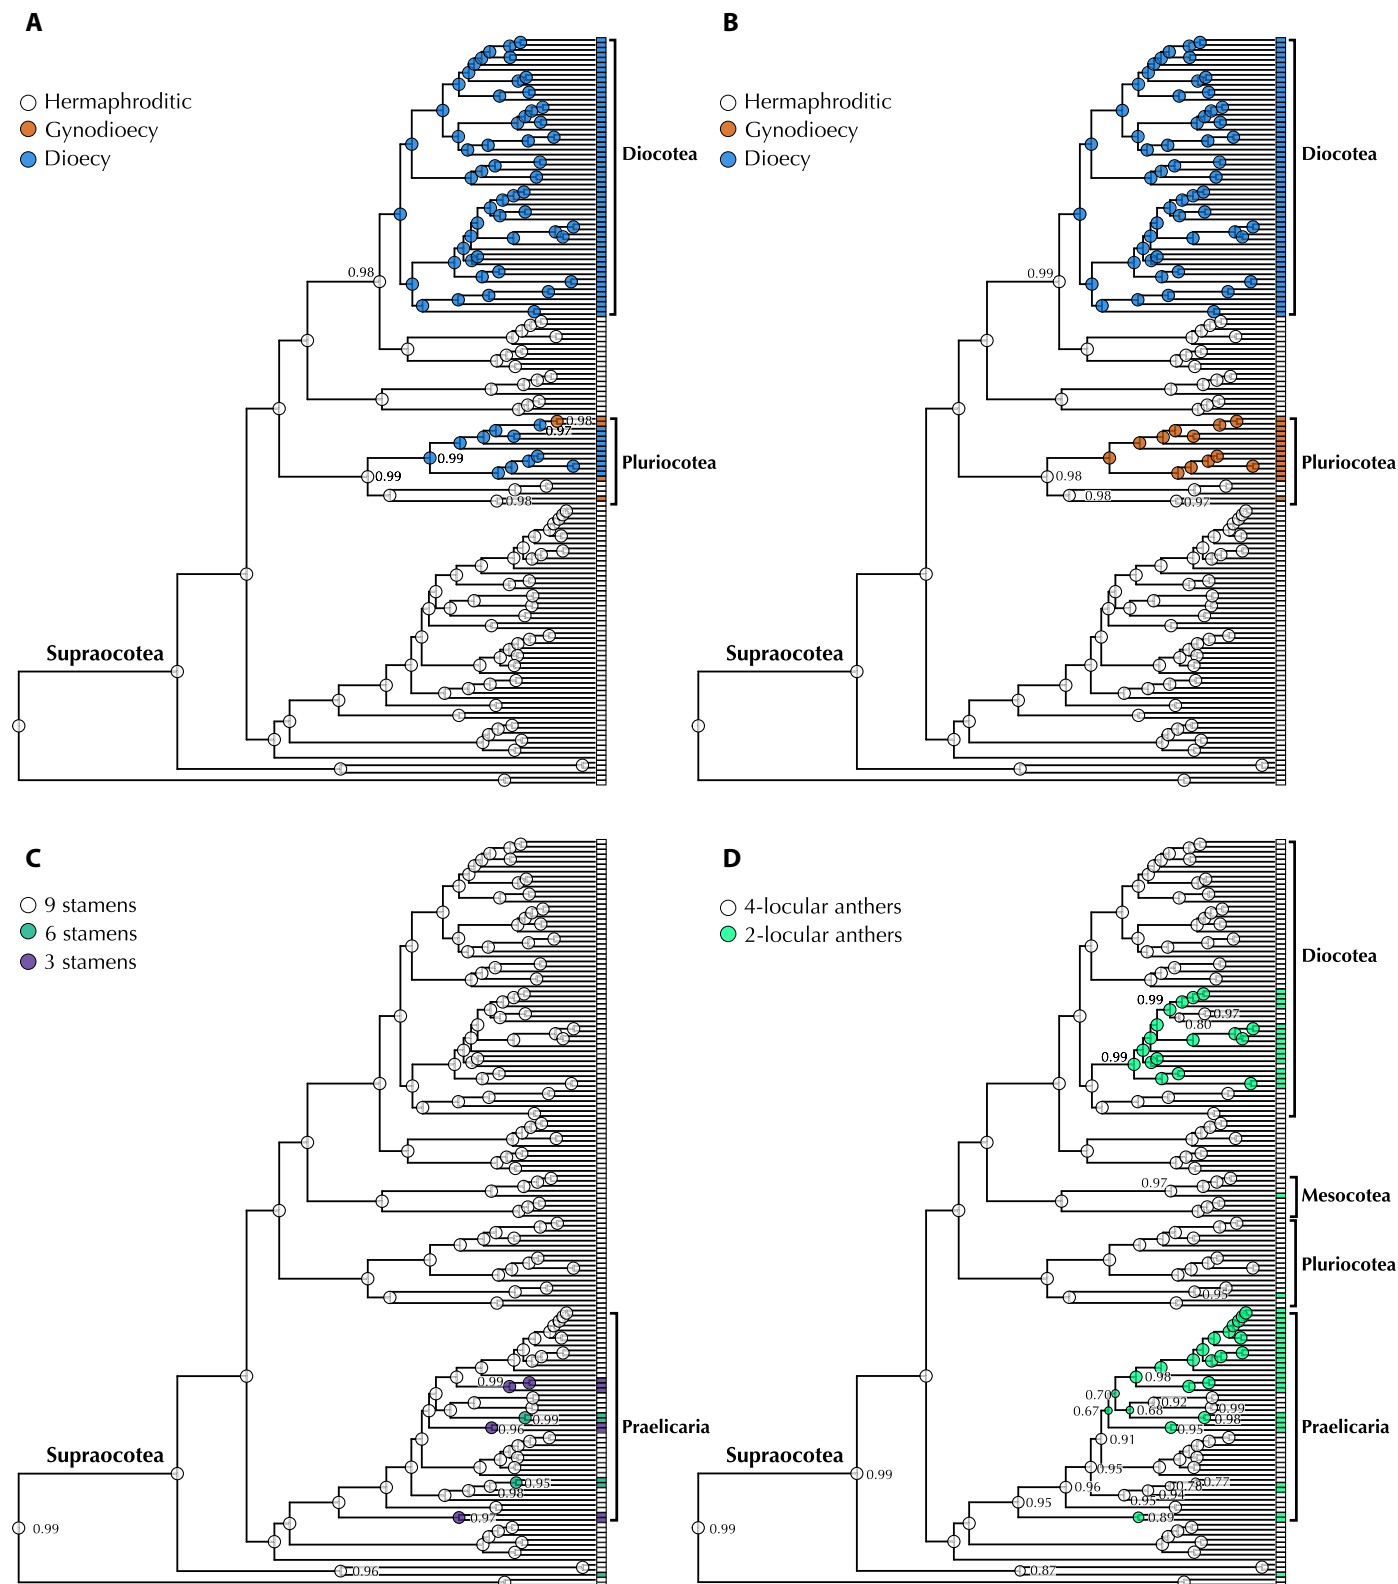 A
Hermaphroditic
Gynodioecy
Dioecy
Diocotea
0.98
0.98
0.97
0.99
Pluriocotea
0.99
0.98
Supraocotea
B
Hermaphroditic
Gynodioecy
Dioecy
Diocotea
0.99
Pluriocotea
0.98
0.98
0.97
Supraocotea
C
9 stamens
6 stamens
3 stamens
0.99
0.99
0.96
Praelicaria
Supraocotea
0.95
0.98
0.97
0.99
0.96
D
4-locular anthers
2-locular anthers
Diocotea
0.99
0.97
0.80
0.99
0.97
Mesocotea
Pluriocotea
0.95
0.98
0.70
0.92
0.67
0.68
0.99
0.98
0.95
Praelicaria
0.91
Supraocotea
0.95
0.99
0.77
0.96
0.78
0.94
0.95
0.95
0.89
0.99
0.87